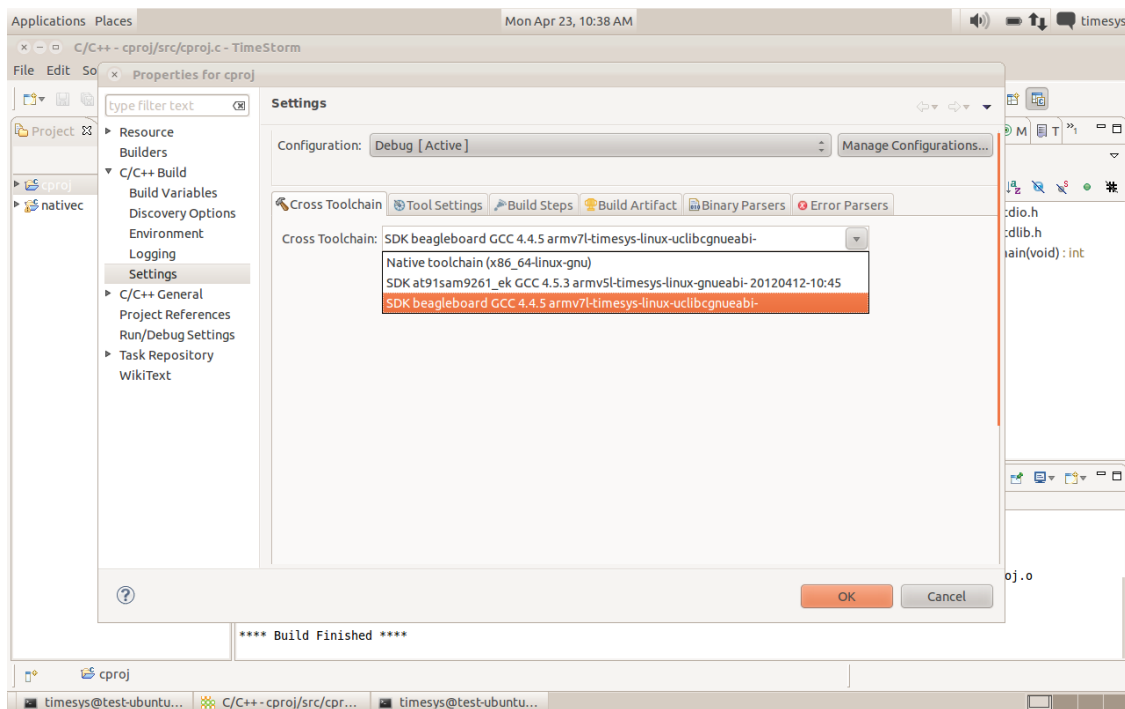 Applications Places
Mon Apr 23, 10:38 AM
timesys
C/C++ - cproj/src/cproj.c - TimeStorm
File Edit So
Properties for cproj
type filter text
Settings
Project
M
T
»1
Resource
Builders
C/C++ Build
Build Variables
Discovery Options
Environment
Logging
Settings
C/C++ General
Project References
Run/Debug Settings
Task Repository
WikiText
cproj
nativec
Configuration:
Debug [Active]
Manage Configurations...
Cross Toolchain
Tool Settings
Build Steps
Build Artifact
Binary Parsers
Error Parsers
Cross Toolchain:
SDK beagleboard GCC 4.4.5 armv7l-timesys-linux-uclibcgnueabi-
Native toolchain (x86_64-linux-gnu)
SDK at91sam9261_ek GCC 4.5.3 armv5l-timesys-linux-gnueabi- 20120412-10:45
SDK beagleboard GCC 4.4.5 armv7l-timesys-linux-uclibcgnueabi-
tdio.h
tdlib.h
ain(void) : int
oj.o
OK
Cancel
**** Build Finished ****
cproj
timesys@test-ubuntu...
C/C++ - cproj/src/cpr...
timesys@test-ubuntu...